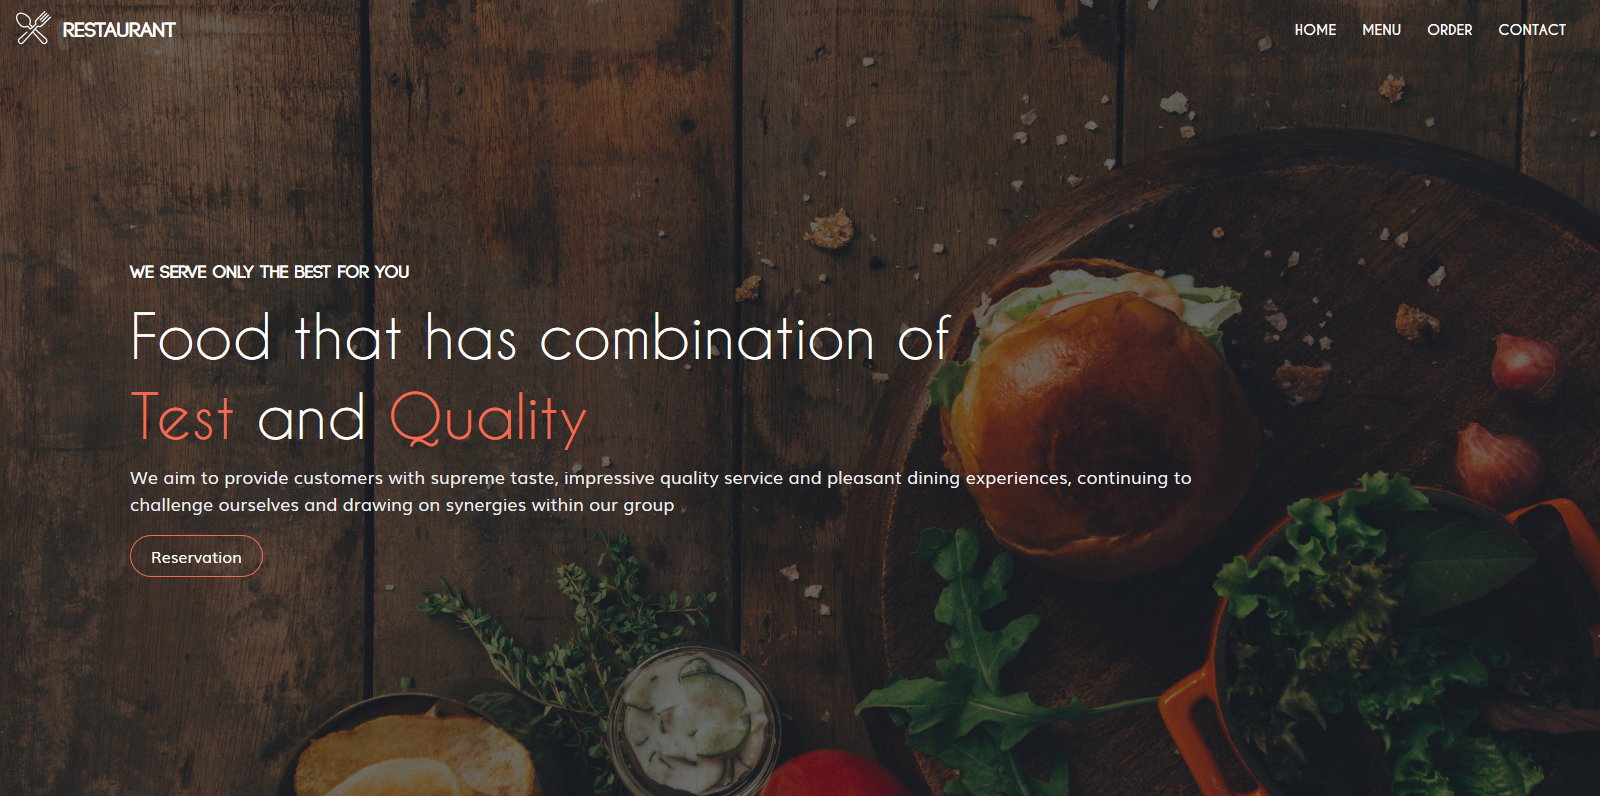 RESTAURANT
HOME MENU ORDER CONTACT
WE SERVE ONLY THE BEST FOR YOU
Food that has combination of
Test and Quality
We aim to provide customers with supreme taste, impressive quality service and pleasant dining experiences, continuing to
challenge ourselves and drawing on synergies within our group
Reservation